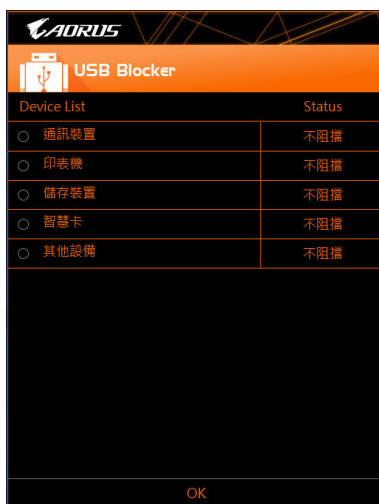 AORUS
USB Blocker
Device List Status
通訊裝置 不阻擋
印表機 不阻擋
儲存裝置 不阻擋
智慧卡 不阻擋
其他設備 不阻擋
OK